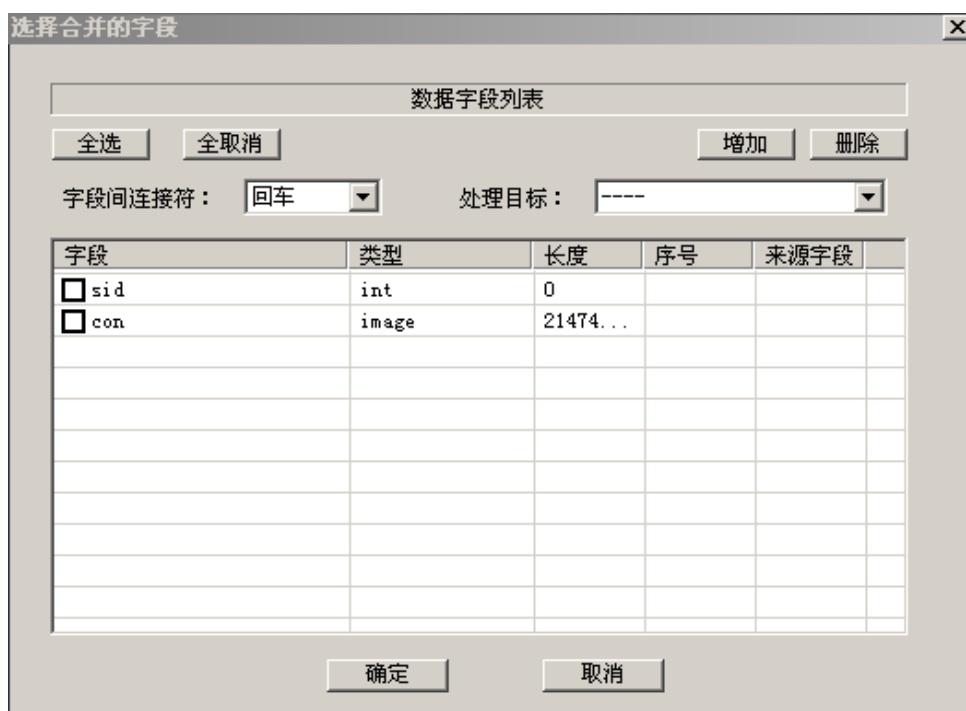 选择合并的字段
数据字段列表
全选 全取消 增加 删除
字段间连接符： 回车 处理目标： ----
字段 类型 长度 序号 来源字段
sid int 0
con image 21474...
确定 取消